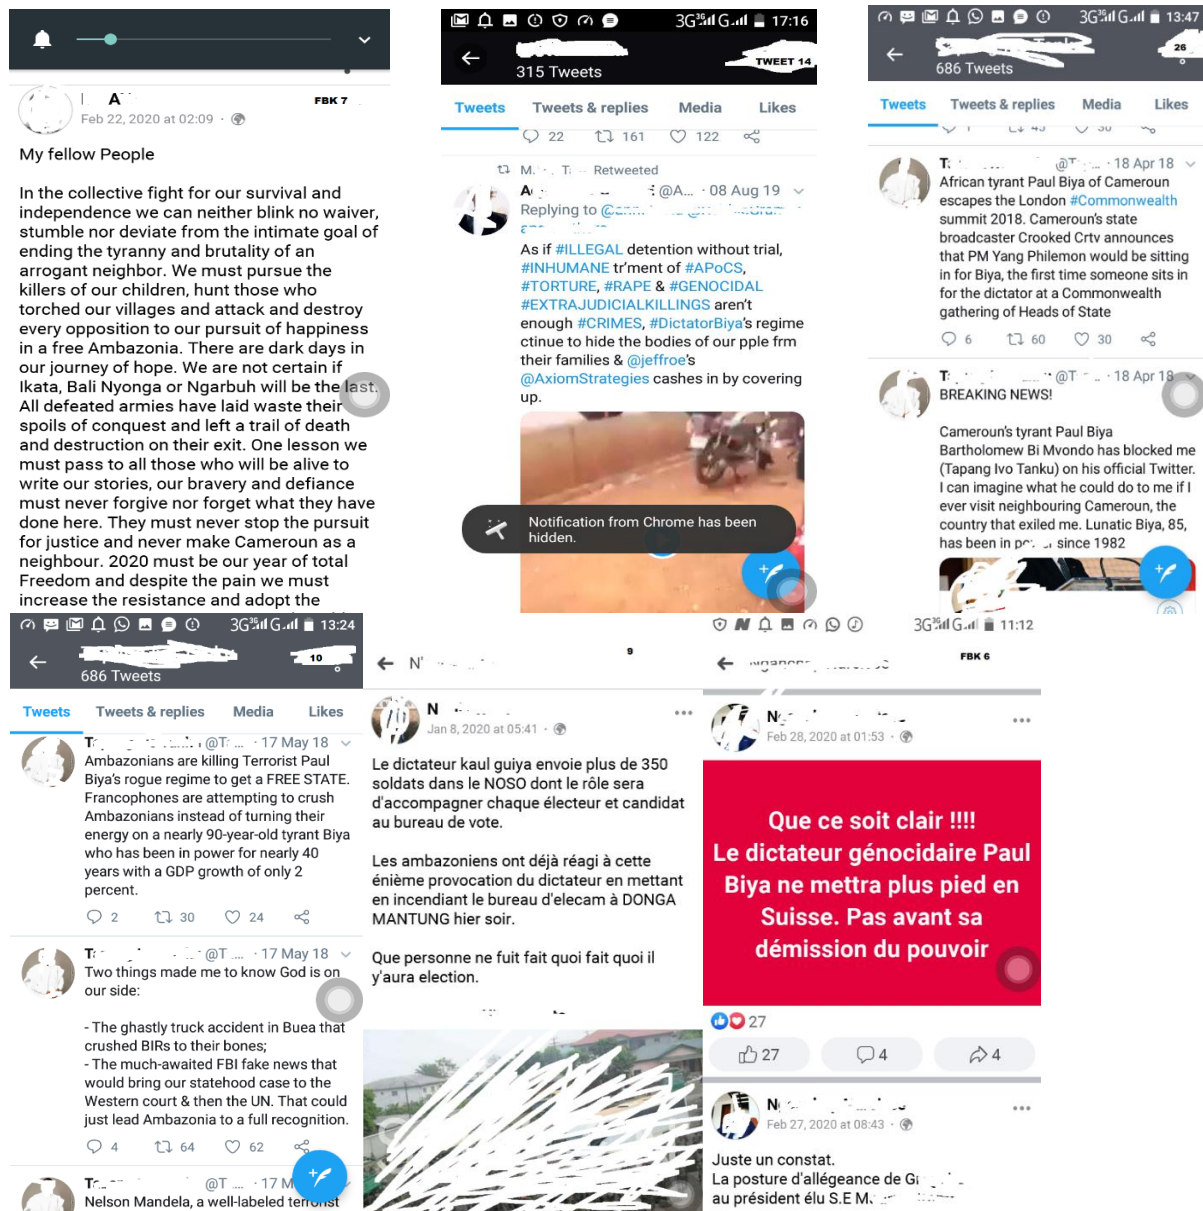 A
FBK 7
Feb 22, 2020 at 02:09
My fellow People
In the collective fight for our survival and
independence we can neither blink no waiver,
stumble nor deviate from the intimate goal of
ending the tyranny and brutality of an
arrogant neighbor. We must pursue the
killers of our children, hunt those who
torched our villages and attack and destroy
every opposition to our pursuit of happiness
in a free Ambazonia. There are dark days in
our journey of hope. We are not certain if
Ikata, Bali Nyonga or Ngarbuh will be the last.
All defeated armies have laid waste their
spoils of conquest and left a trail of death
and destruction on their exit. One lesson we
must pass to all those who will be alive to
write our stories, our bravery and defiance
must never forgive nor forget what they have
done here. They must never stop the pursuit
for justice and never make Cameroun as a
neighbour. 2020 must be our year of total
Freedom and despite the pain we must
increase the resistance and adopt the
3G 3G G 17:16
TWEET 14
315 Tweets
Tweets Tweets & replies Media Likes
22 161 122
Retweeted
@A... · 08 Aug 19
Replying to
As if #ILLEGAL detention without trial,
#INHUMANE tr'ment of #APoCS,
#TORTURE, #RAPE & #GENOCIDAL
#EXTRAJUDICIALKILLINGS aren't
enough #CRIMES, #DictatorBiya's regime
ctinue to hide the bodies of our pple frm
their families & @jeffroe's
@AxiomStrategies cashes in by covering
up.
Notification from Chrome has been
hidden.
3G 3G G 13:47
26
686 Tweets
Tweets Tweets & replies Media Likes
1 45 30
18 Apr 18
African tyrant Paul Biya of Cameroun
escapes the London #Commonwealth
summit 2018. Cameroun's state
broadcaster Crooked Crtv announces
that PM Yang Philemon would be sitting
in for Biya, the first time someone sits in
for the dictator at a Commonwealth
gathering of Heads of State
6 60 30
@T · 18 Apr 18
BREAKING NEWS!
Cameroun's tyrant Paul Biya
Bartholomew Bi Mvondo has blocked me
(Tapang Ivo Tanku) on his official Twitter.
I can imagine what he could do to me if I
ever visit neighbouring Cameroun, the
country that exiled me. Lunatic Biya, 85,
has been in since 1982
3G 3G G 13:24
10
686 Tweets
Tweets Tweets & replies Media Likes
@T... · 17 May 18
Ambazonians are killing Terrorist Paul
Biya's rogue regime to get a FREE STATE.
Francophones are attempting to crush
Ambazonians instead of turning their
energy on a nearly 90-year-old tyrant Biya
who has been in power for nearly 40
years with a GDP growth of only 2
percent.
2 30 24
@T ... · 17 May 18
Two things made me to know God is on
our side:
- The ghastly truck accident in Buea that
crushed BIRs to their bones;
- The much-awaited FBI fake news that
would bring our statehood case to the
Western court & then the UN. That could
just lead Ambazonia to a full recognition.
4 64 62
@T ... · 17 M
Nelson Mandela, a well-labeled terrorist
N'
9
N
Jan 8, 2020 at 05:41
Le dictateur kaul guiya envoie plus de 350
soldats dans le NOSO dont le rôle sera
d'accompagner chaque électeur et candidat
au bureau de vote.
Les ambazoniens ont déjà réagi à cette
énième provocation du dictateur en mettant
en incendiant le bureau d'elecam à DONGA
MANTUNG hier soir.
Que personne ne fuit fait quoi fait quoi il
y'aura election.
3G 3G G 11:12
FBK 6
Feb 28, 2020 at 01:53
Que ce soit clair !!!!
Le dictateur génocidaire Paul
Biya ne mettra plus pied en
Suisse. Pas avant sa
démission du pouvoir
27
27 4 4
Feb 27, 2020 at 08:43
Juste un constat.
La posture d'allégeance de
au président élu S.E M.